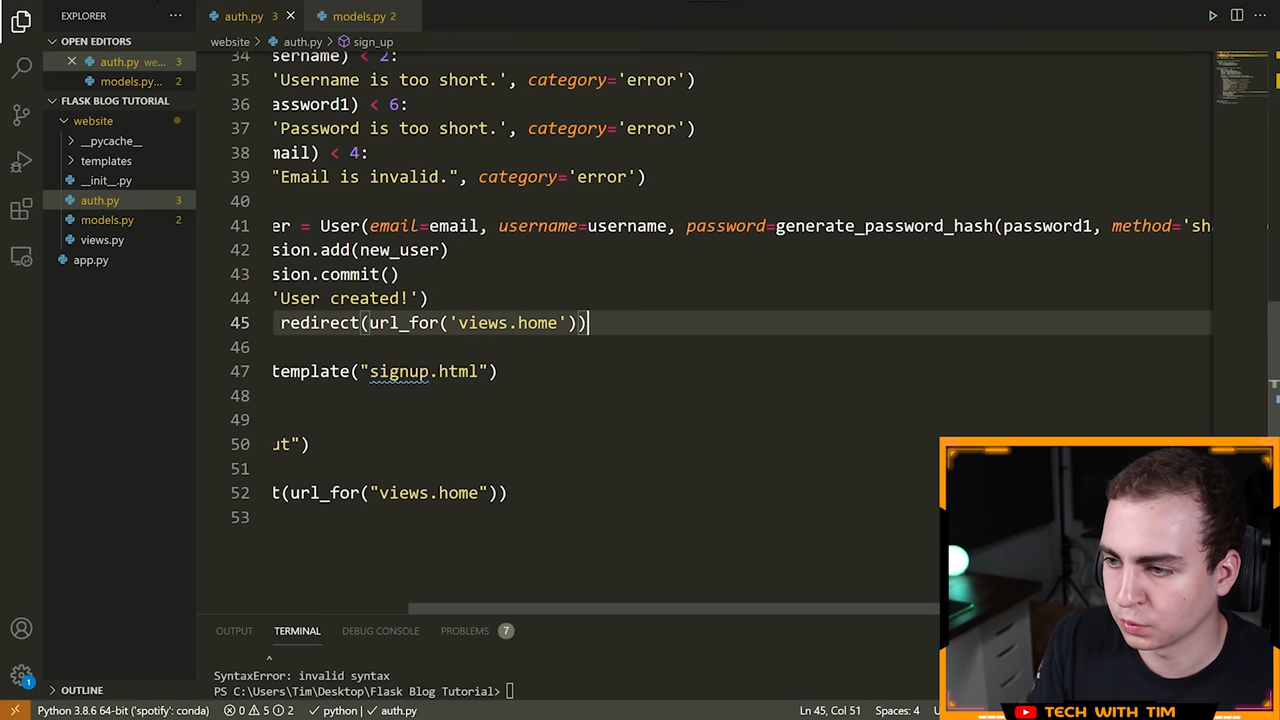 EXPLORER
auth.py 3
models.py 2
OPEN EDITORS
website
auth.py
sign_up
auth.py we... 3
models.py... 2
FLASK BLOG TUTORIAL
website
__pycache__
templates
__init__.py
auth.py 3
models.py 2
views.py
app.py
34 sername) < 2:
35 'Username is too short.', category='error')
36 assword1) < 6:
37 'Password is too short.', category='error')
38 mail) < 4:
39 "Email is invalid.", category='error')
40
41 er = User(email=email, username=username, password=generate_password_hash(password1, method='sha
42 sion.add(new_user)
43 sion.commit()
44 'User created!')
45 redirect(url_for('views.home'))
46
47 template("signup.html")
48
49
50 ut")
51
52 t(url_for("views.home"))
53
OUTPUT TERMINAL DEBUG CONSOLE PROBLEMS 7
^
SyntaxError: invalid syntax
PS C:\Users\Tim\Desktop\Flask Blog Tutorial>
OUTLINE
1
Python 3.8.6 64-bit ('spotify': conda) 0 5 2 python auth.py Ln 45, Col 51 Spaces: 4
TECH WITH TIM